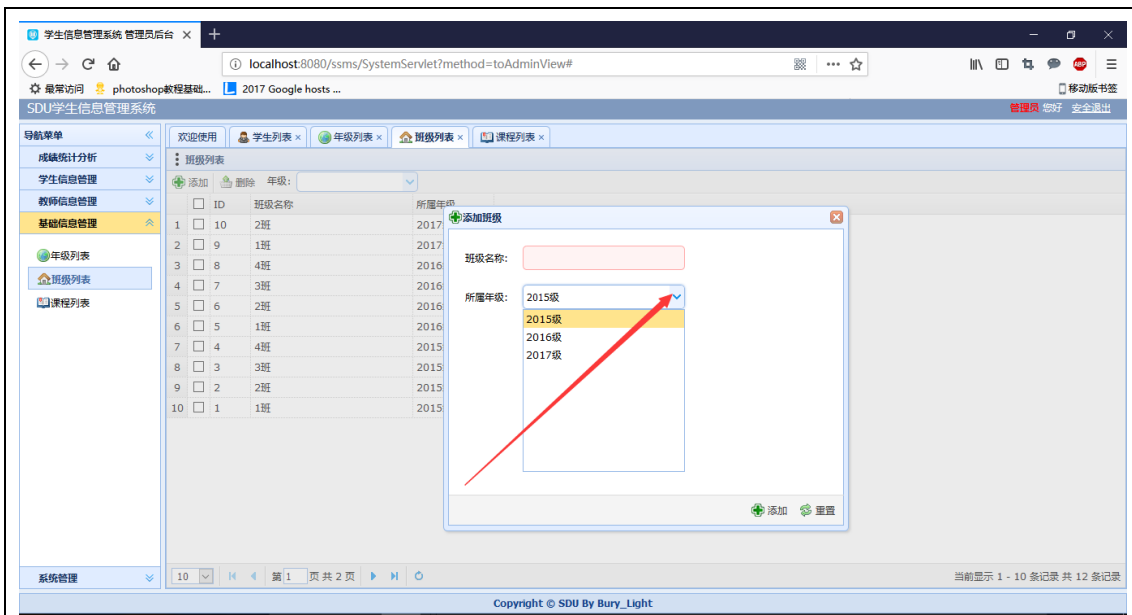 学生信息管理系统 管理员后台
localhost:8080/ssms/SystemServlet?method=toAdminView#
最常访问 photoshop教程基础... 2017 Google hosts ... 移动版书签
SDU学生信息管理系统 管理员 您好 安全退出
导航菜单 欢迎使用 学生列表 年级列表 班级列表 课程列表
成绩统计分析 班级列表
学生信息管理 添加 删除 年级:
教师信息管理 ID 班级名称 所属年级
基础信息管理
年级列表
班级列表
课程列表
系统管理
1 10 2班 2017
2 9 1班 2017
3 8 4班 2016
4 7 3班 2016
5 6 2班 2016
6 5 1班 2016
7 4 4班 2015
8 3 3班 2015
9 2 2班 2015
10 1 1班 2015
添加班级
班级名称:
所属年级: 2015级
2015级
2016级
2017级
添加 重置
10 第 1 页 共 2 页 当前显示 1 - 10 条记录 共 12 条记录
Copyright © SDU By Bury_Light